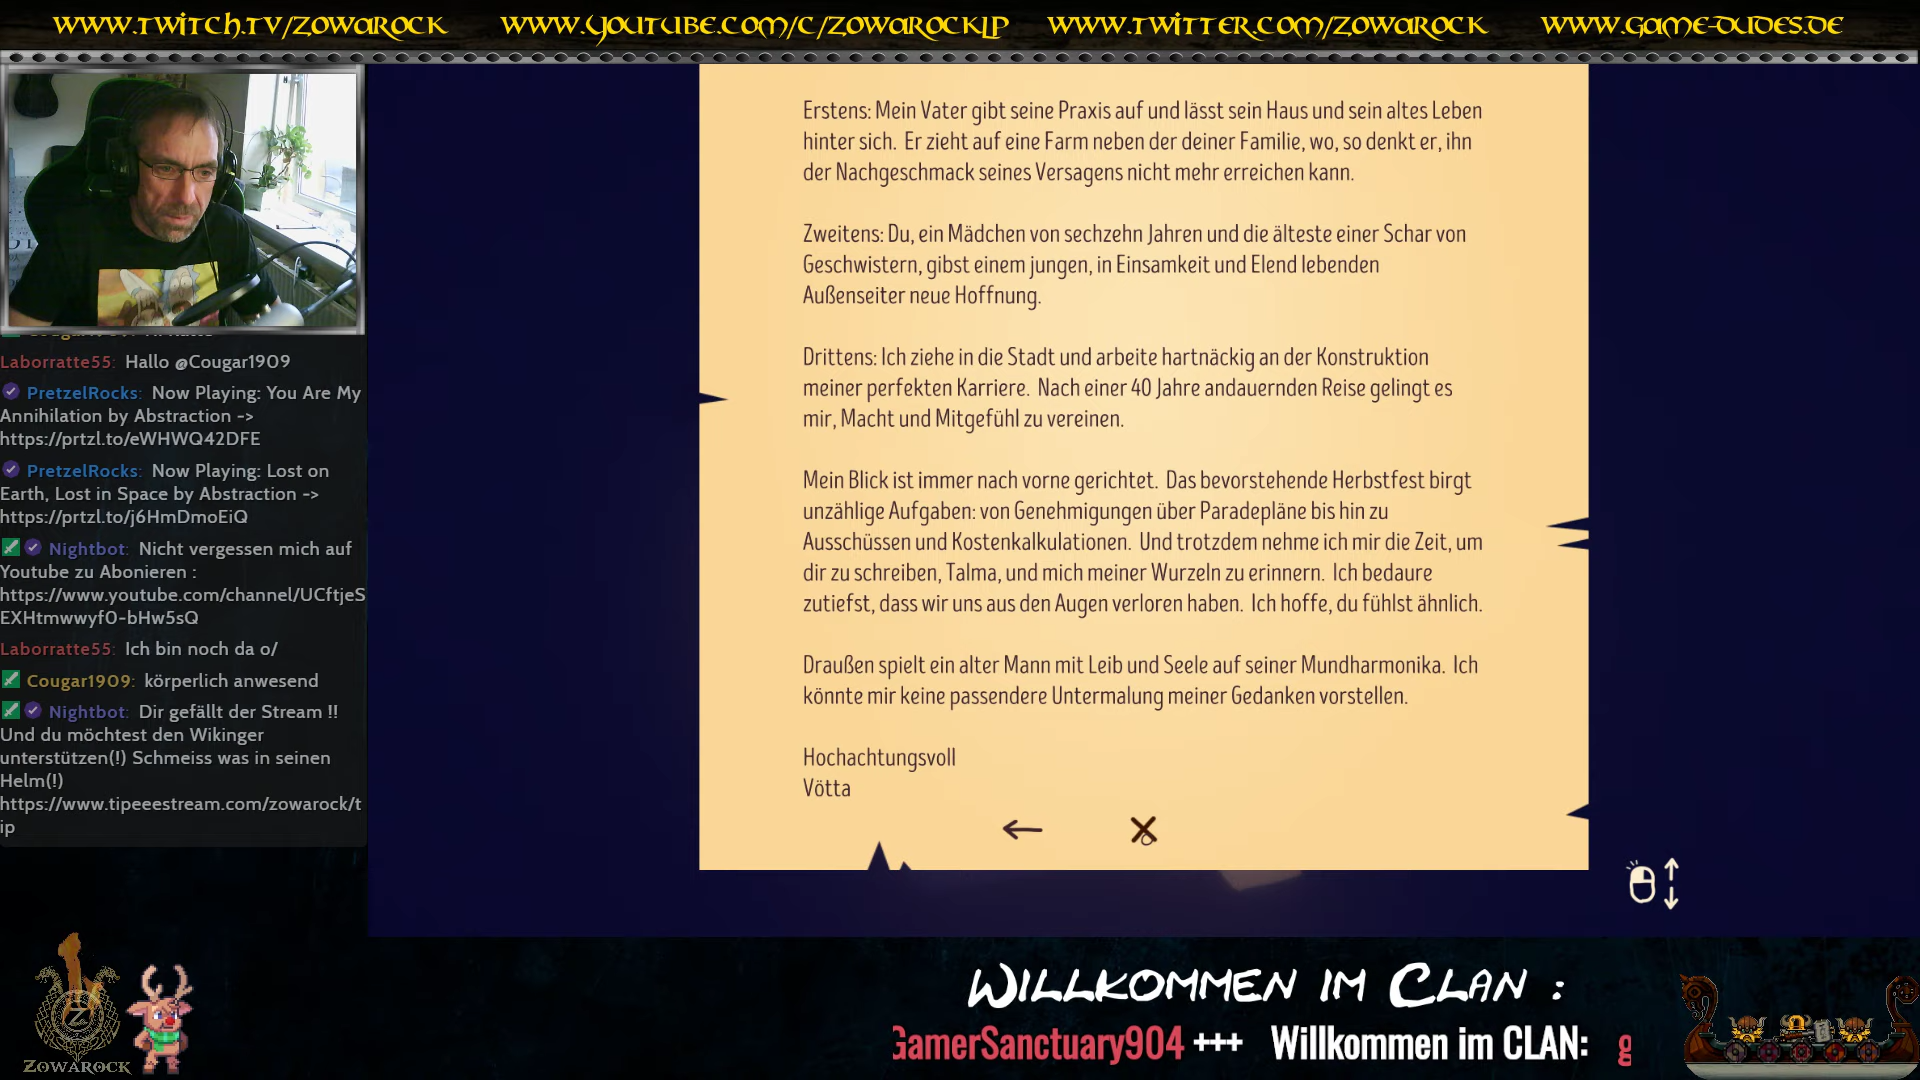 www.twitch.tv/zowarock www.youtube.com/c/zowarocklp www.twitter.com/zowarock www.game-dudes.de
Laborratte55: Hallo @Cougar1909
PretzelRocks: Now Playing: You Are My
Annihilation by Abstraction ->
https://prtzl.to/eWHWQ42DFE
PretzelRocks: Now Playing: Lost on
Earth, Lost in Space by Abstraction ->
https://prtzl.to/j6HmDmoEiQ
Nightbot: Nicht vergessen mich auf
Youtube zu Abonieren :
https://www.youtube.com/channel/UCftjeS
EXHtmwwyf0-bHw5sQ
Laborratte55: Ich bin noch da o/
Cougar1909: körperlich anwesend
Nightbot: Dir gefällt der Stream !!
Und du möchtest den Wikinger
unterstützen(!) Schmeiss was in seinen
Helm(!)
https://www.tipeeestream.com/zowarock/t
ip
Erstens: Mein Vater gibt seine Praxis auf und lässt sein Haus und sein altes Leben
hinter sich. Er zieht auf eine Farm neben der deiner Familie, wo, so denkt er, ihn
der Nachgeschmack seines Versagens nicht mehr erreichen kann.
Zweitens: Du, ein Mädchen von sechzehn Jahren und die älteste einer Schar von
Geschwistern, gibst einem jungen, in Einsamkeit und Elend lebenden
Außenseiter neue Hoffnung.
Drittens: Ich ziehe in die Stadt und arbeite hartnäckig an der Konstruktion
meiner perfekten Karriere. Nach einer 40 Jahre andauernden Reise gelingt es
mir, Macht und Mitgefühl zu vereinen.
Mein Blick ist immer nach vorne gerichtet. Das bevorstehende Herbstfest birgt
unzählige Aufgaben: von Genehmigungen über Paradepläne bis hin zu
Ausschüssen und Kostenkalkulationen. Und trotzdem nehme ich mir die Zeit, um
dir zu schreiben, Talma, und mich meiner Wurzeln zu erinnern. Ich bedaure
zutiefst, dass wir uns aus den Augen verloren haben. Ich hoffe, du fühlst ähnlich.
Draußen spielt ein alter Mann mit Leib und Seele auf seiner Mundharmonika. Ich
könnte mir keine passendere Untermalung meiner Gedanken vorstellen.
Hochachtungsvoll
Vötta
Willkommen im Clan :
GamerSanctuary904 +++ Willkommen im CLAN: g
Z
Zowarock